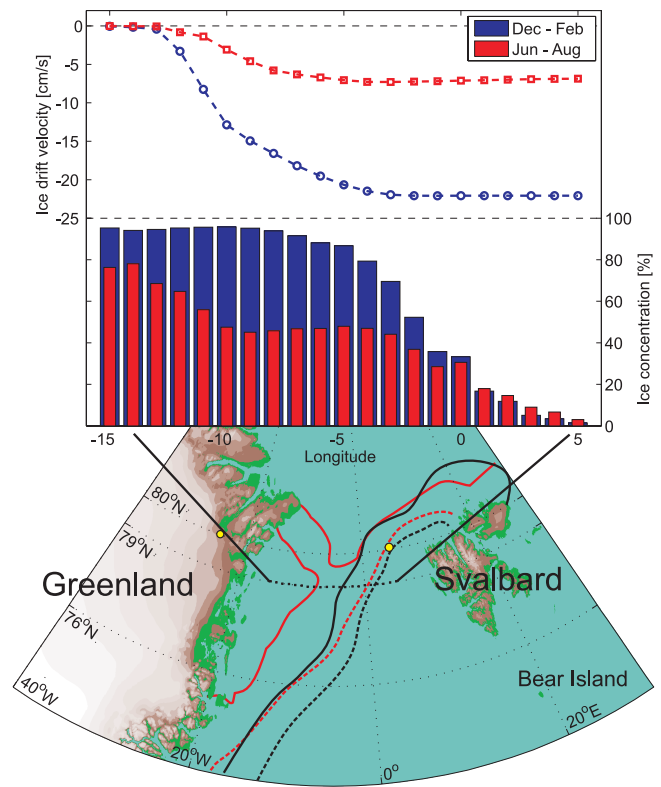 0
-5
-10
-15
-20
-25
Ice drift velocity [cm/s]
Dec - Feb
Jun - Aug
100
80
60
40
20
0
Ice concentration [%]
-15
-10
-5
0
5
Longitude
80°N
79°N
76°N
Greenland
Svalbard
Bear Island
40°W
20°W
0°
20°E